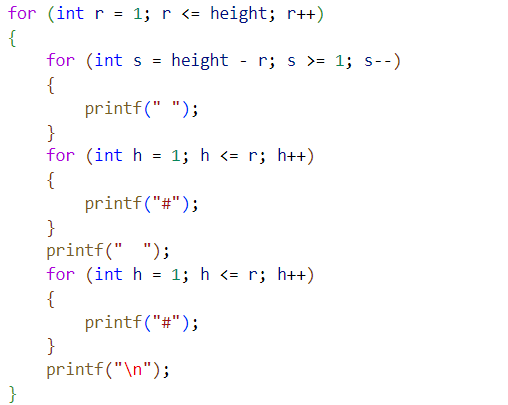 for (int r = 1; r <= height; r++)
{
    for (int s = height - r; s >= 1; s--)
    {
        printf(" ");
    }
    for (int h = 1; h <= r; h++)
    {
        printf("#");
    }
    printf("  ");
    for (int h = 1; h <= r; h++)
    {
        printf("#");
    }
    printf("\n");
}